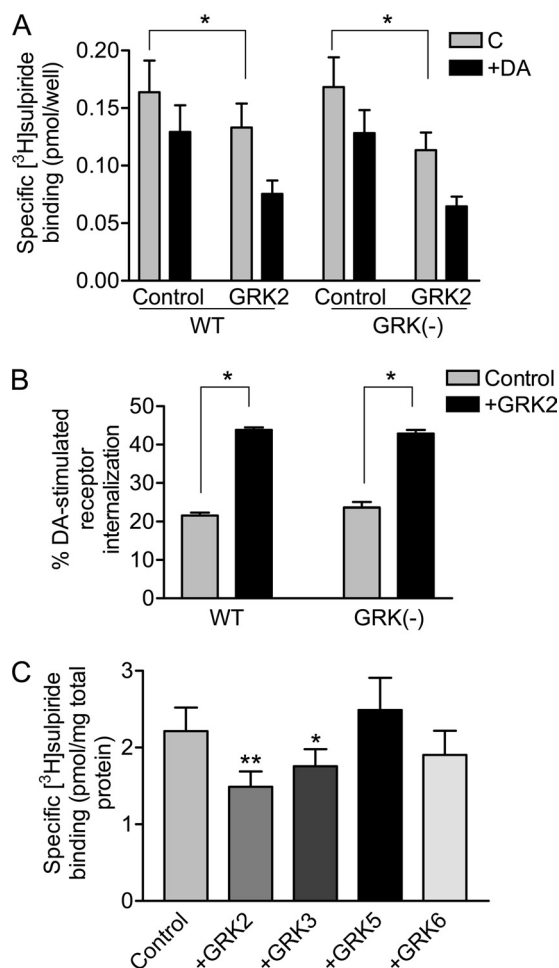 A
Specific [³H]sulpiride
binding (pmol/well)
0.20
0.15
0.10
0.05
0.00
*
*
C
+DA
Control
GRK2
Control
GRK2
WT
GRK(-)
B
% DA-stimulated
receptor
internalization
50
40
30
20
10
0
*
*
Control
+GRK2
WT
GRK(-)
C
Specific [³H]sulpiride
binding (pmol/mg total
protein)
3
2
1
0
**
*
Control
+GRK2
+GRK3
+GRK5
+GRK6